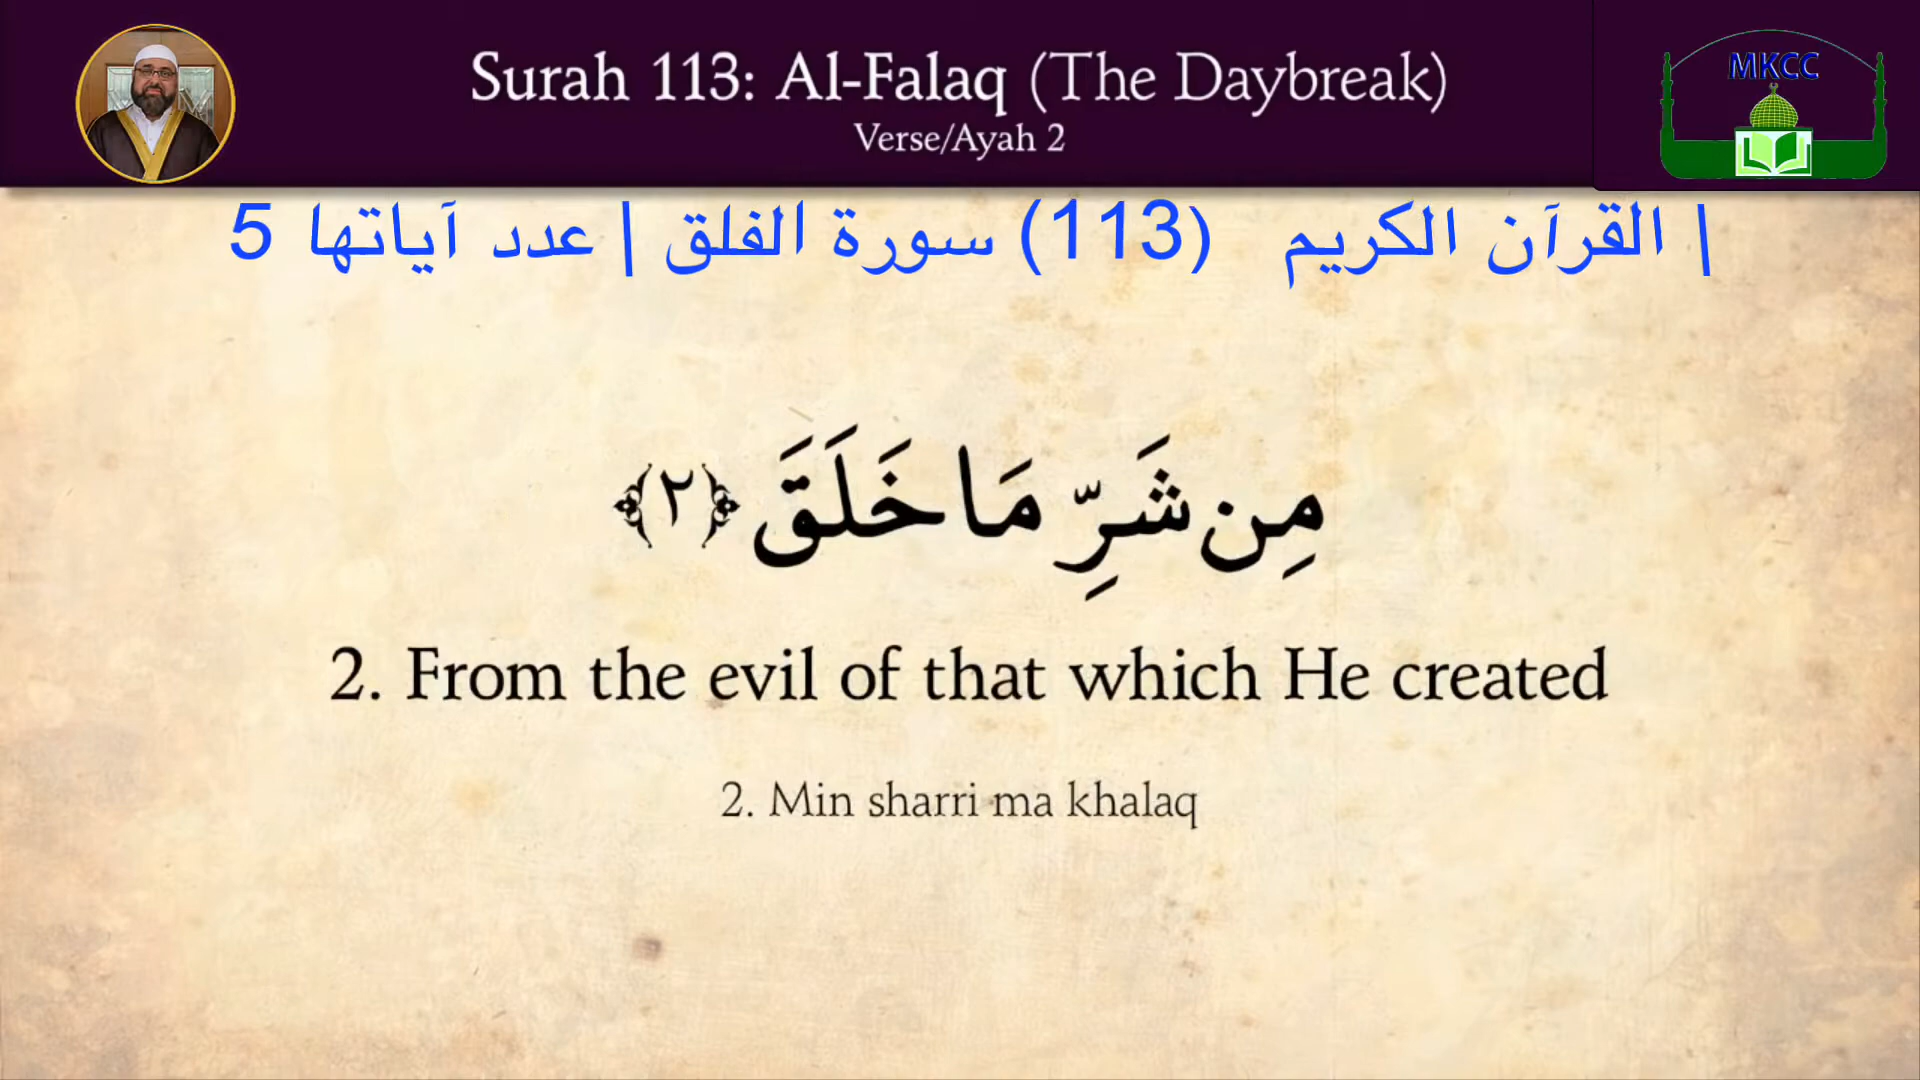 Surah 113: Al-Falaq (The Daybreak)
Verse/Ayah 2
MKCC
| القرآن الكريم (113) سورة الفلق | عدد آياتها 5
مِن شَرِّ مَا خَلَقَ ﴿٢﴾
2. From the evil of that which He created
2. Min sharri ma khalaq